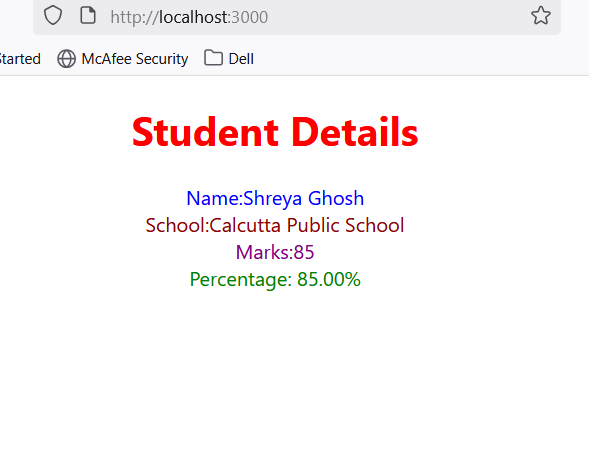 http://localhost:3000
Started McAfee Security Dell
Student Details
Name:Shreya Ghosh
School:Calcutta Public School
Marks:85
Percentage: 85.00%